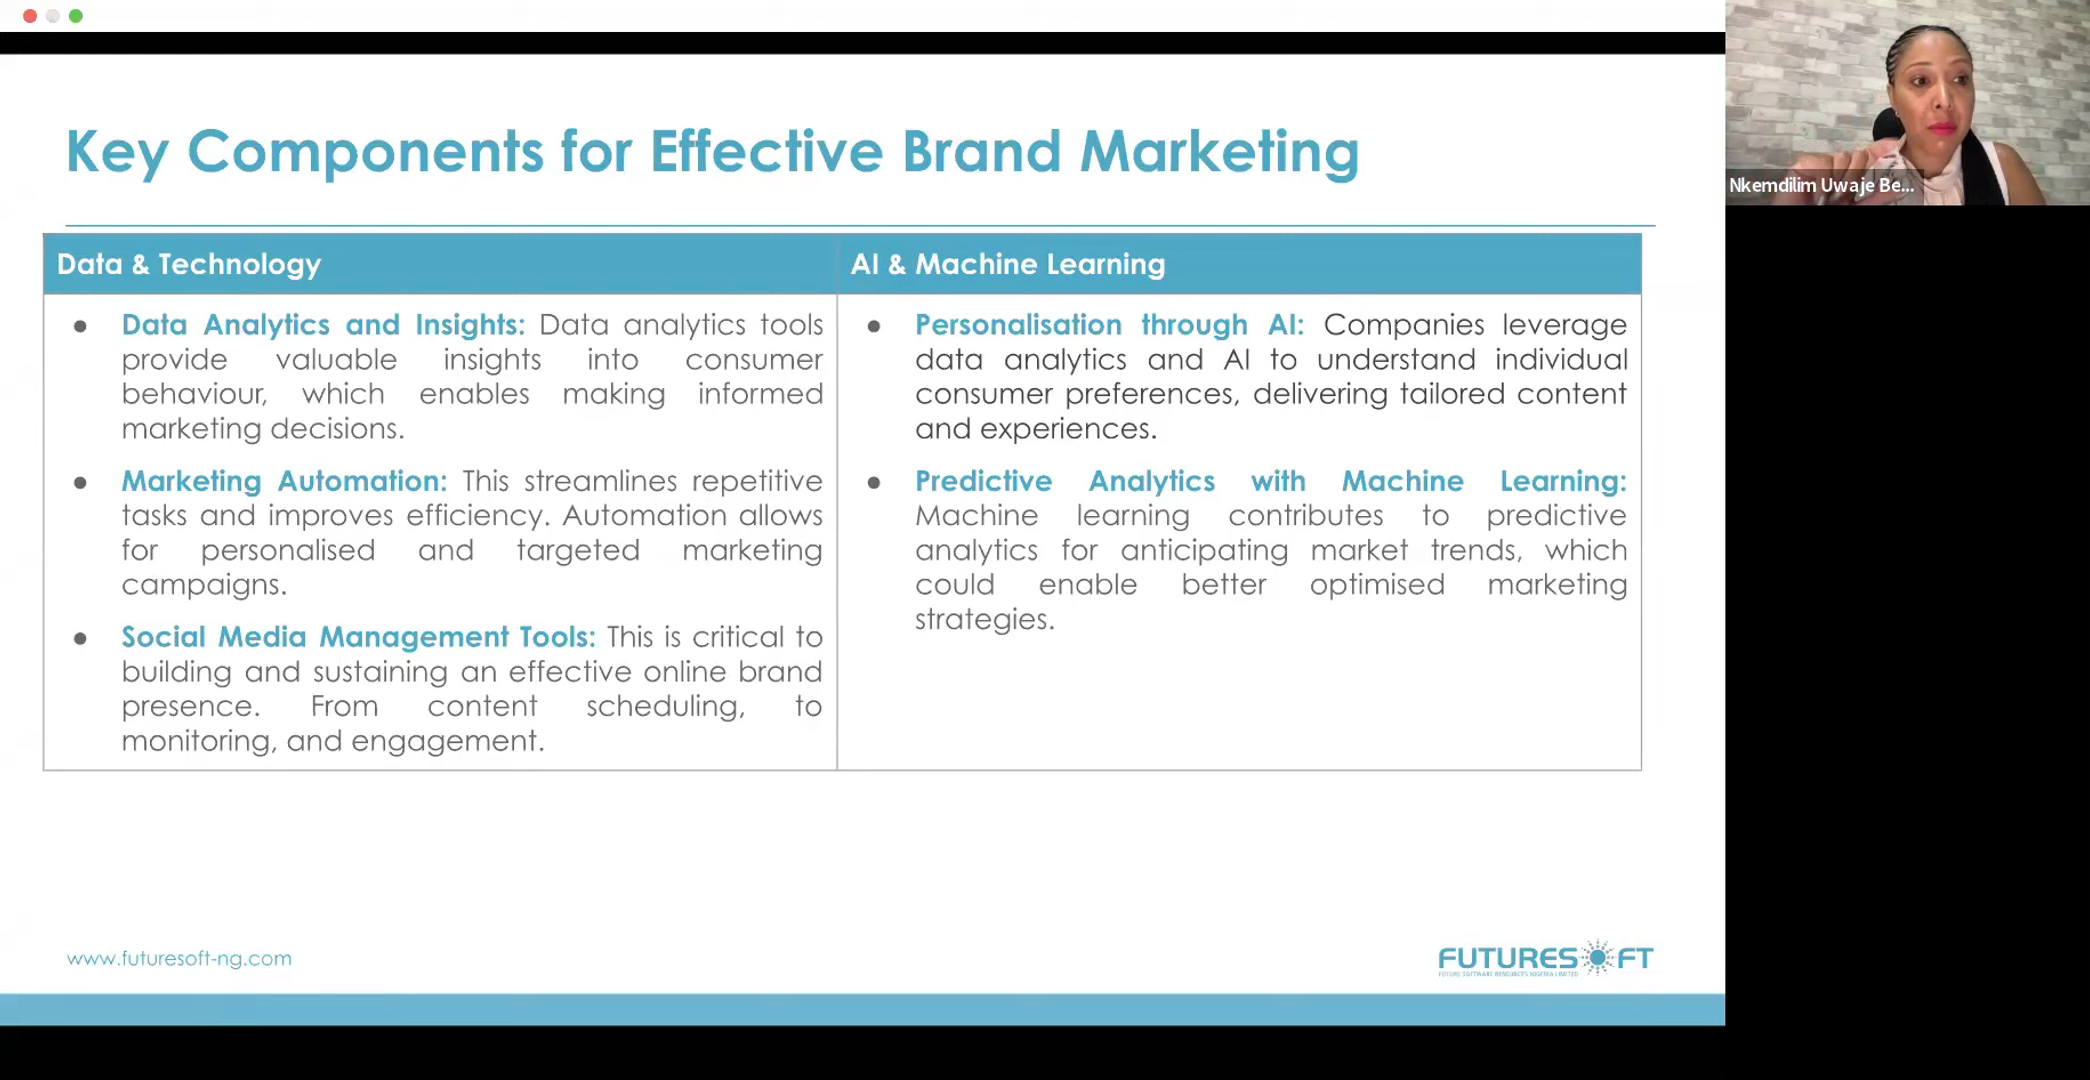 Key Components for Effective Brand Marketing
Data & Technology
● Data Analytics and Insights: Data analytics tools
provide valuable insights into consumer
behaviour, which enables making informed
marketing decisions.
● Marketing Automation: This streamlines repetitive
tasks and improves efficiency. Automation allows
for personalised and targeted marketing
campaigns.
● Social Media Management Tools: This is critical to
building and sustaining an effective online brand
presence. From content scheduling, to
monitoring, and engagement.
AI & Machine Learning
● Personalisation through AI: Companies leverage
data analytics and AI to understand individual
consumer preferences, delivering tailored content
and experiences.
● Predictive Analytics with Machine Learning:
Machine learning contributes to predictive
analytics for anticipating market trends, which
could enable better optimised marketing
strategies.
www.futuresoft-ng.com
FUTURESOFT
FUTURE SOFTWARE RESOURCES NIGERIA LIMITED
Nkemdilim Uwaje Be...